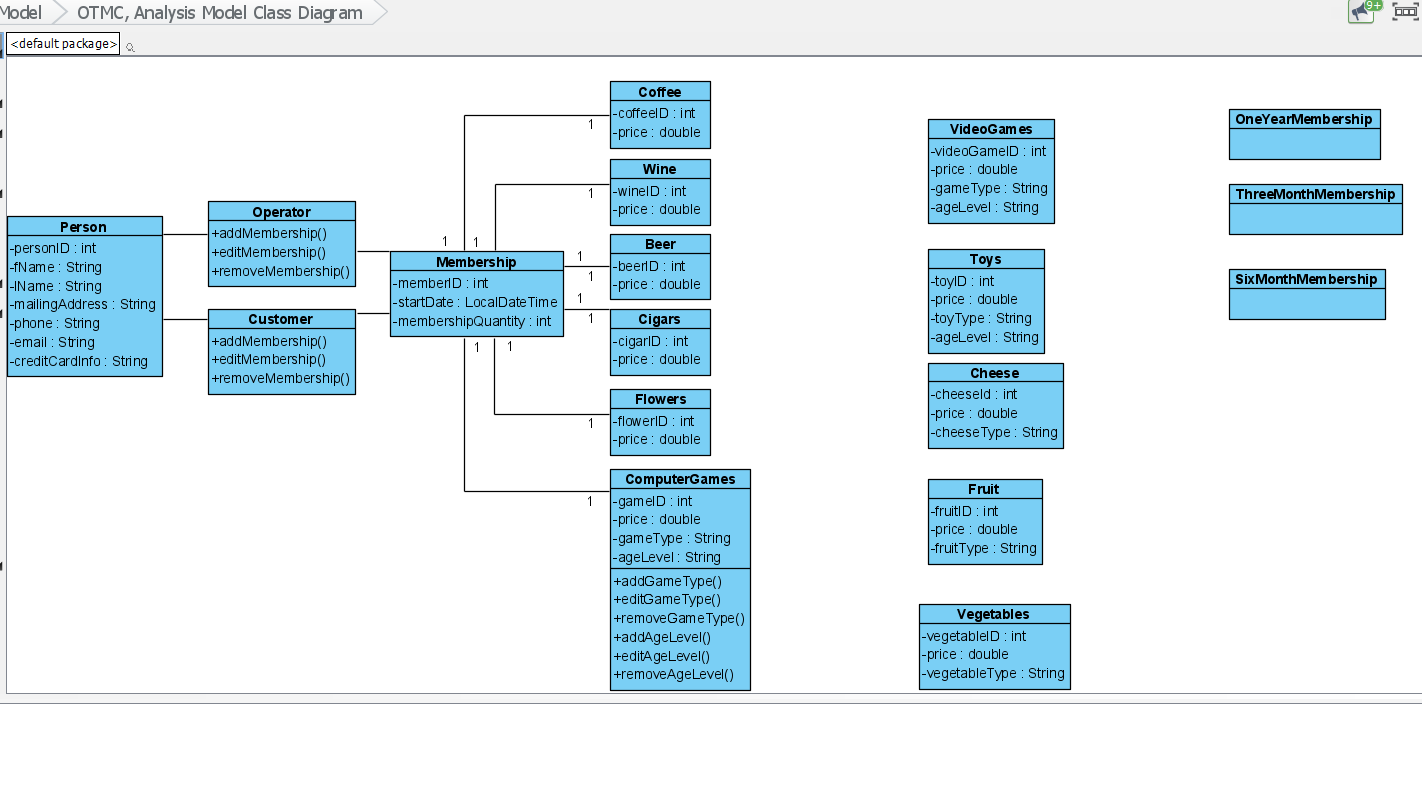 Model
OTMC, Analysis Model Class Diagram
9+
<default package>
Person
-personID : int
-fName : String
-lName : String
-mailingAddress : String
-phone : String
-email : String
-creditCardInfo : String
Operator
+addMembership()
+editMembership()
+removeMembership()
Customer
+addMembership()
+editMembership()
+removeMembership()
Membership
-memberID : int
-startDate : LocalDateTime
-membershipQuantity : int
1
1
1
1
1
1
Coffee
-coffeeID : int
-price : double
1
Wine
-wineID : int
-price : double
1
Beer
-beerID : int
-price : double
1
Cigars
-cigarID : int
-price : double
1
Flowers
-flowerID : int
-price : double
1
ComputerGames
-gameID : int
-price : double
-gameType : String
-ageLevel : String
+addGameType()
+editGameType()
+removeGameType()
+addAgeLevel()
+editAgeLevel()
+removeAgeLevel()
1
VideoGames
-videoGameID : int
-price : double
-gameType : String
-ageLevel : String
Toys
-toyID : int
-price : double
-toyType : String
-ageLevel : String
Cheese
-cheeseId : int
-price : double
-cheeseType : String
Fruit
-fruitID : int
-price : double
-fruitType : String
Vegetables
-vegetableID : int
-price : double
-vegetableType : String
OneYearMembership
ThreeMonthMembership
SixMonthMembership